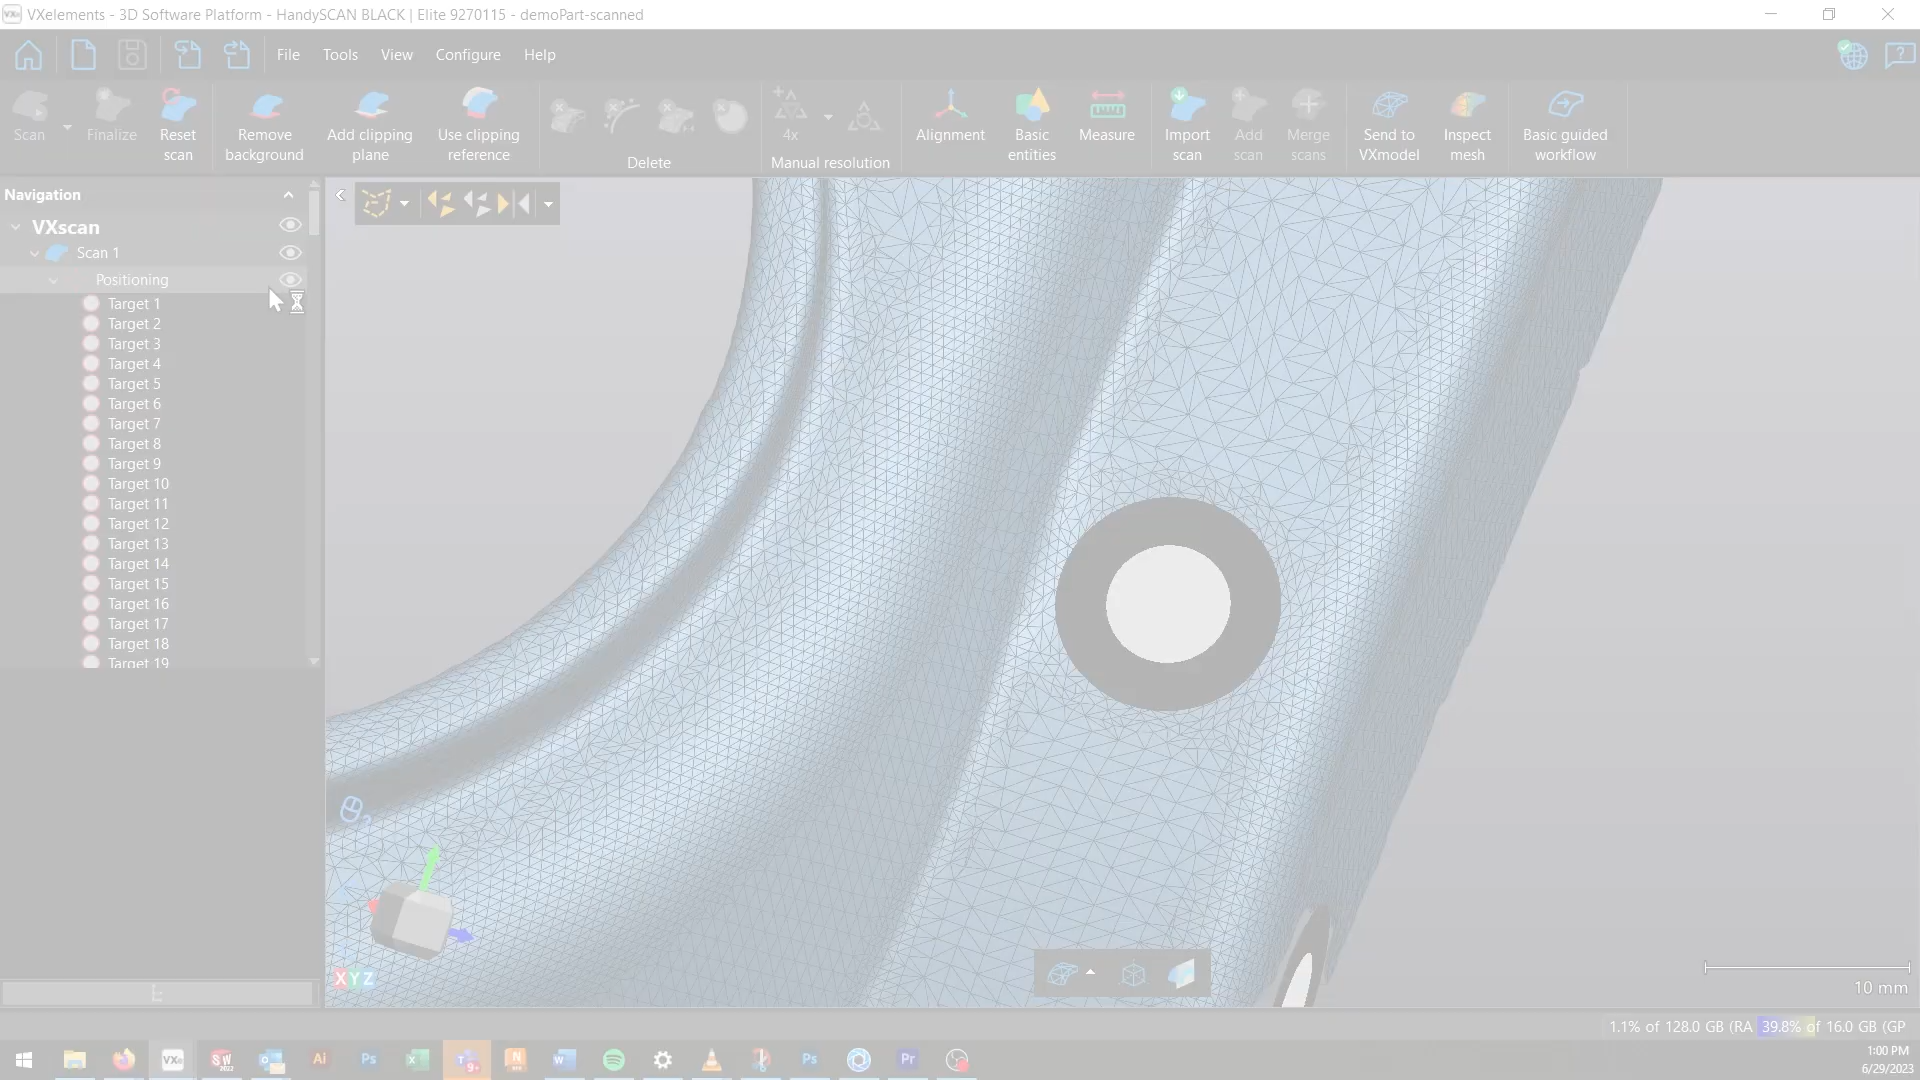 VXelements - 3D Software Platform - HandySCAN BLACK | Elite 9270115 - demoPart-scanned
File Tools View Configure Help
Scan
Finalize
Reset
scan
Remove
background
Add clipping
plane
Use clipping
reference
Delete
4x
Manual resolution
Alignment
Basic
entities
Measure
Import
scan
Add
scan
Merge
scans
Send to
VXmodel
Inspect
mesh
Basic guided
workflow
Navigation
VXscan
Scan 1
Positioning
Target 1
Target 2
Target 3
Target 4
Target 5
Target 6
Target 7
Target 8
Target 9
Target 10
Target 11
Target 12
Target 13
Target 14
Target 15
Target 16
Target 17
Target 18
Target 19
XYZ
10 mm
1.1% of 128.0 GB (RA 39.8% of 16.0 GB (GP
1:00 PM
6/29/2023